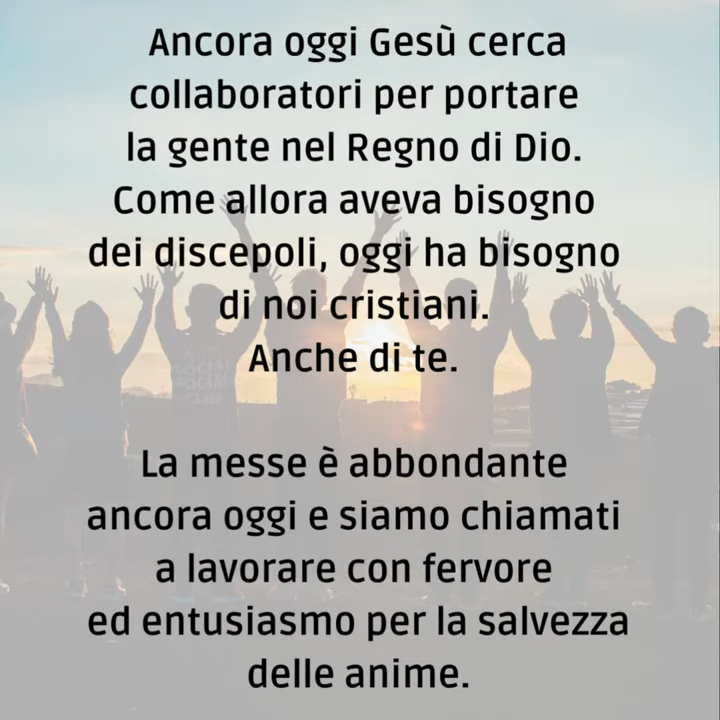 Ancora oggi Gesù cerca
collaboratori per portare
la gente nel Regno di Dio.
Come allora aveva bisogno
dei discepoli, oggi ha bisogno
di noi cristiani.
Anche di te.
La messe è abbondante
ancora oggi e siamo chiamati
a lavorare con fervore
ed entusiasmo per la salvezza
delle anime.